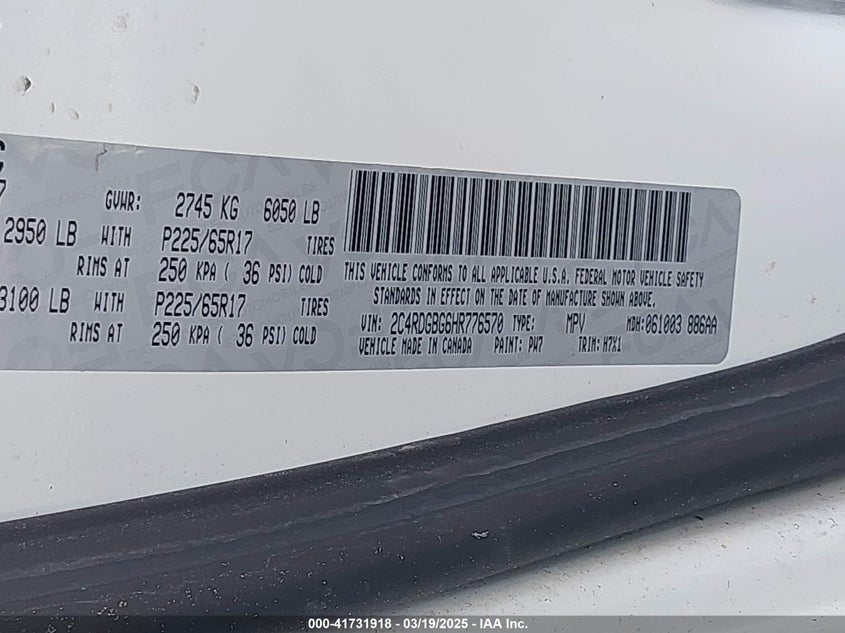 GVWR: 2745 KG 6050 LB
2950 LB WITH P225/65R17 TIRES
RIMS AT 250 KPA ( 36 PSI) COLD
3100 LB WITH P225/65R17 TIRES
RIMS AT 250 KPA ( 36 PSI) COLD
THIS VEHICLE CONFORMS TO ALL APPLICABLE U.S.A. FEDERAL MOTOR VEHICLE SAFETY
STANDARDS IN EFFECT ON THE DATE OF MANUFACTURE SHOWN ABOVE.
VIN: 2C4RDGBG6HR776570 TYPE: MPV MDH:061003 886AA
VEHICLE MADE IN CANADA PAINT: PW7 TRIM: H7X1
000-41731918 - 03/19/2025 - IAA Inc.